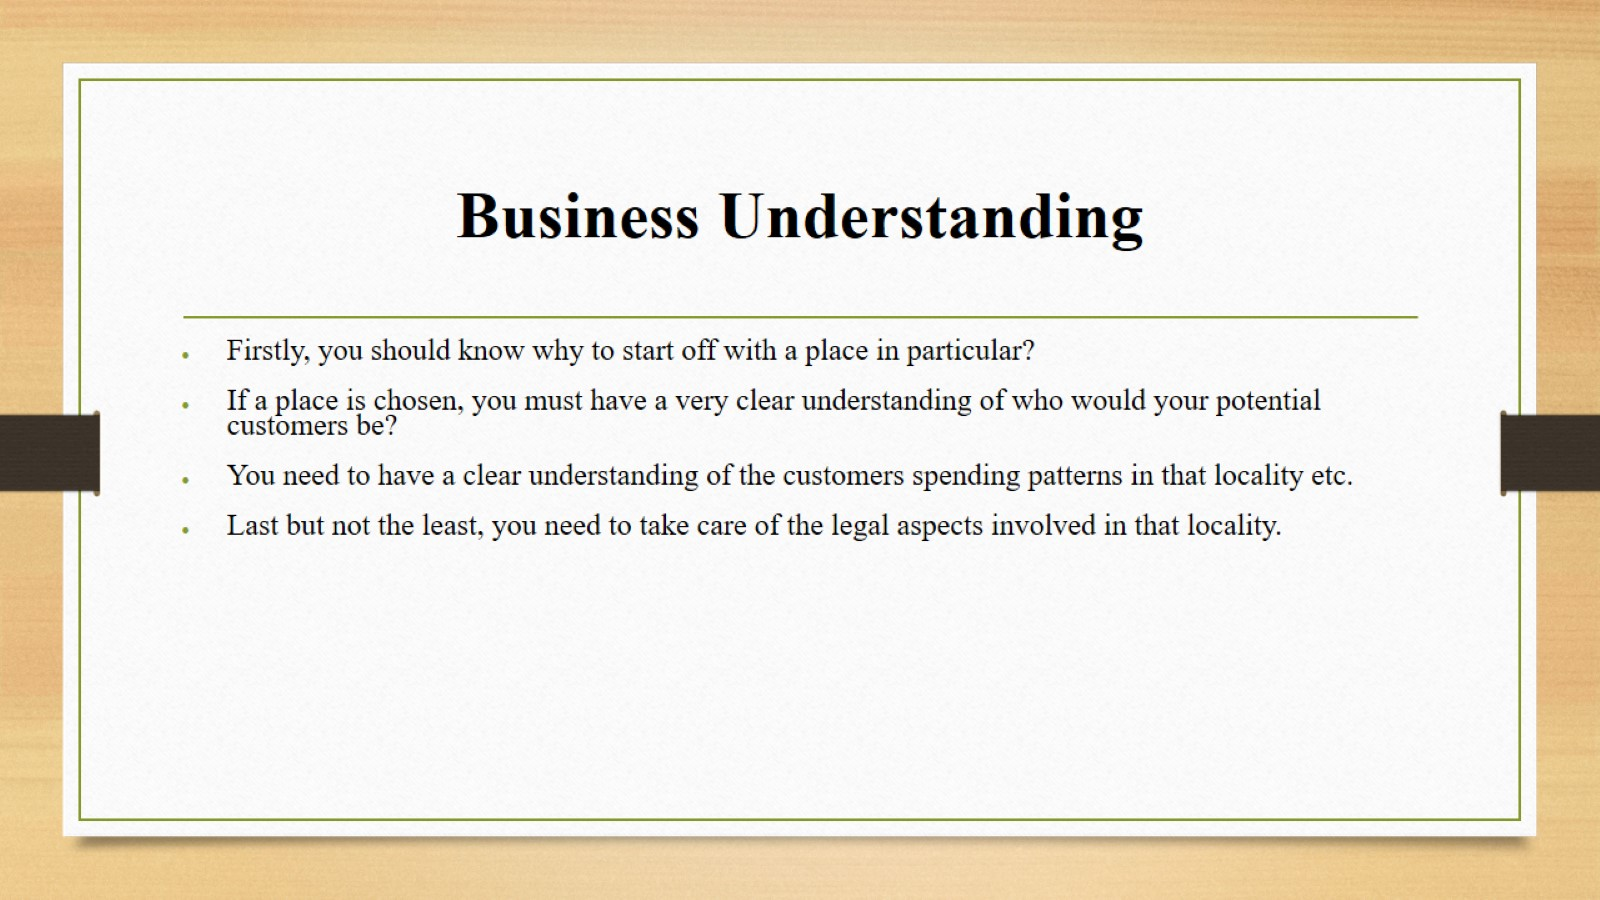 Business Understanding
Firstly, you should know why to start off with a place in particular?
If a place is chosen, you must have a very clear understanding of who would your potential
customers be?
You need to have a clear understanding of the customers spending patterns in that locality etc.
Last but not the least, you need to take care of the legal aspects involved in that locality.